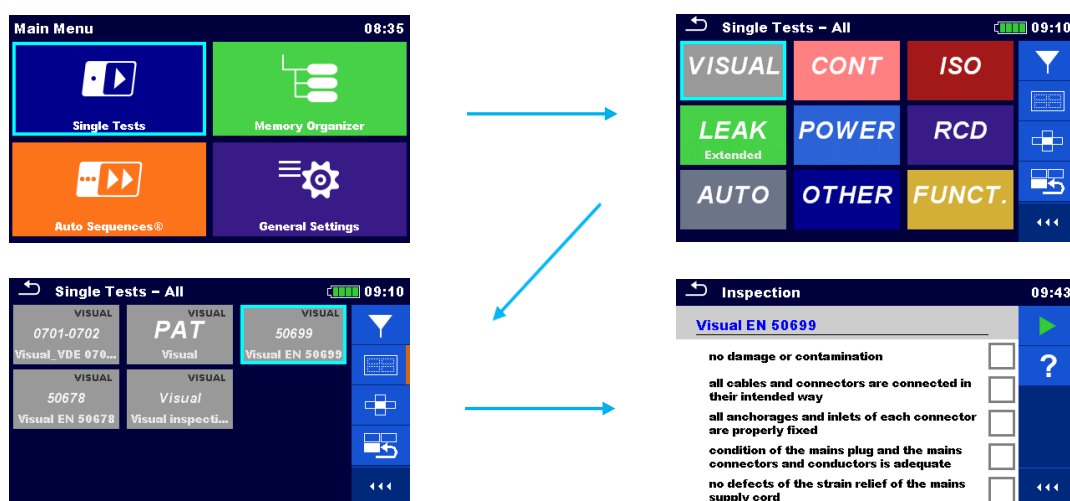 Main Menu 08:35
Single Tests
Memory Organizer
Auto Sequences®
General Settings
Single Tests – All 09:10
VISUAL CONT ISO
LEAK POWER RCD
Extended
AUTO OTHER FUNCT.
Single Tests – All 09:10
VISUAL VISUAL VISUAL
0701-0702 PAT 50699
Visual_VDE 070... Visual Visual EN 50699
VISUAL VISUAL
50678 Visual
Visual EN 50678 Visual inspecti...
Inspection 09:43
Visual EN 50699
no damage or contamination
all cables and connectors are connected in
their intended way
all anchorages and inlets of each connector
are properly fixed
condition of the mains plug and the mains
connectors and conductors is adequate
no defects of the strain relief of the mains
supply cord
?